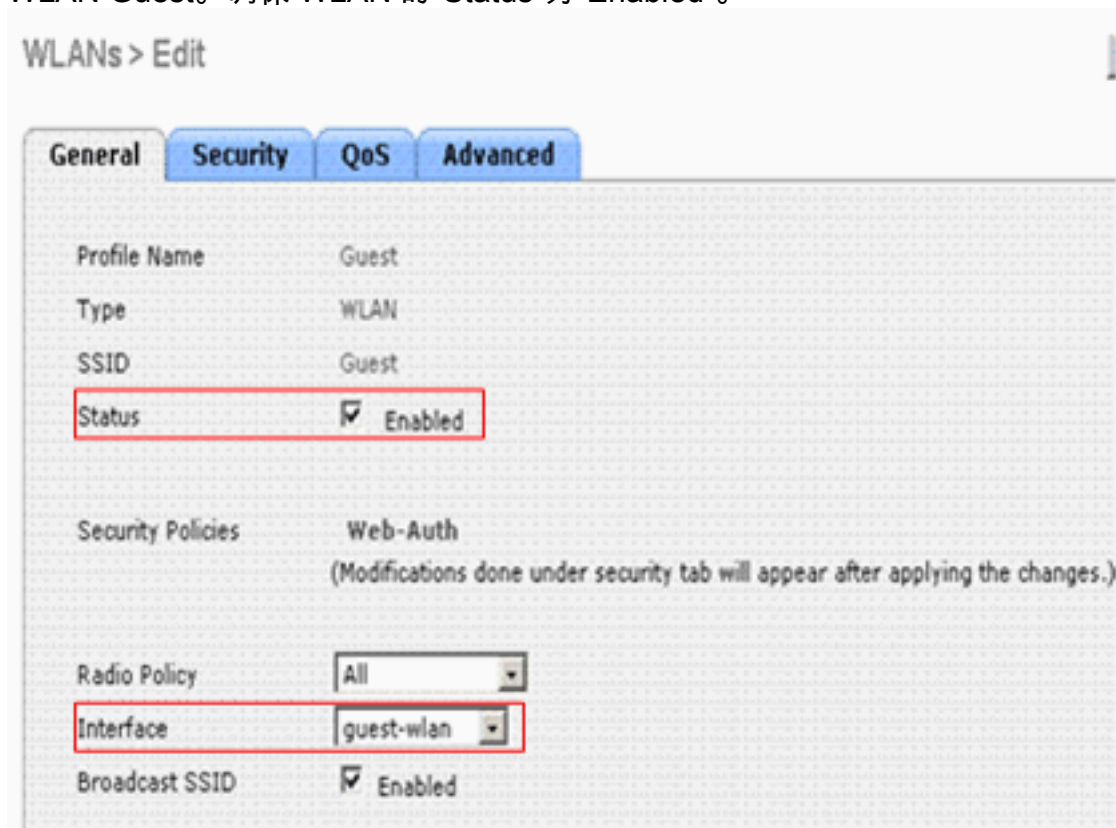 WLANs > Edit
General Security QoS Advanced
Profile Name Guest
Type WLAN
SSID Guest
Status Enabled
Security Policies Web-Auth
(Modifications done under security tab will appear after applying the changes.)
Radio Policy All
Interface guest-wlan
Broadcast SSID Enabled